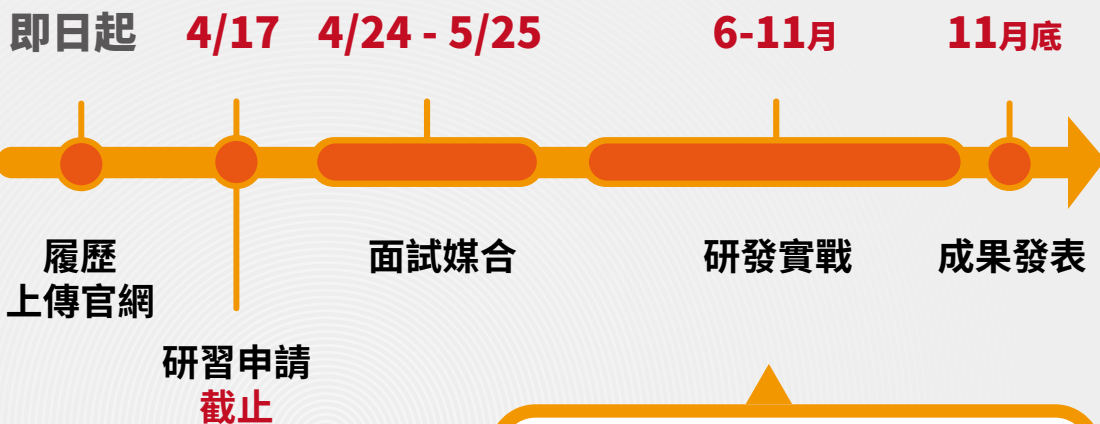 即日起 4/17 4/24 - 5/25 6-11月 11月底
履歷
上傳官網
研習申請
截止
面試媒合
研發實戰
成果發表